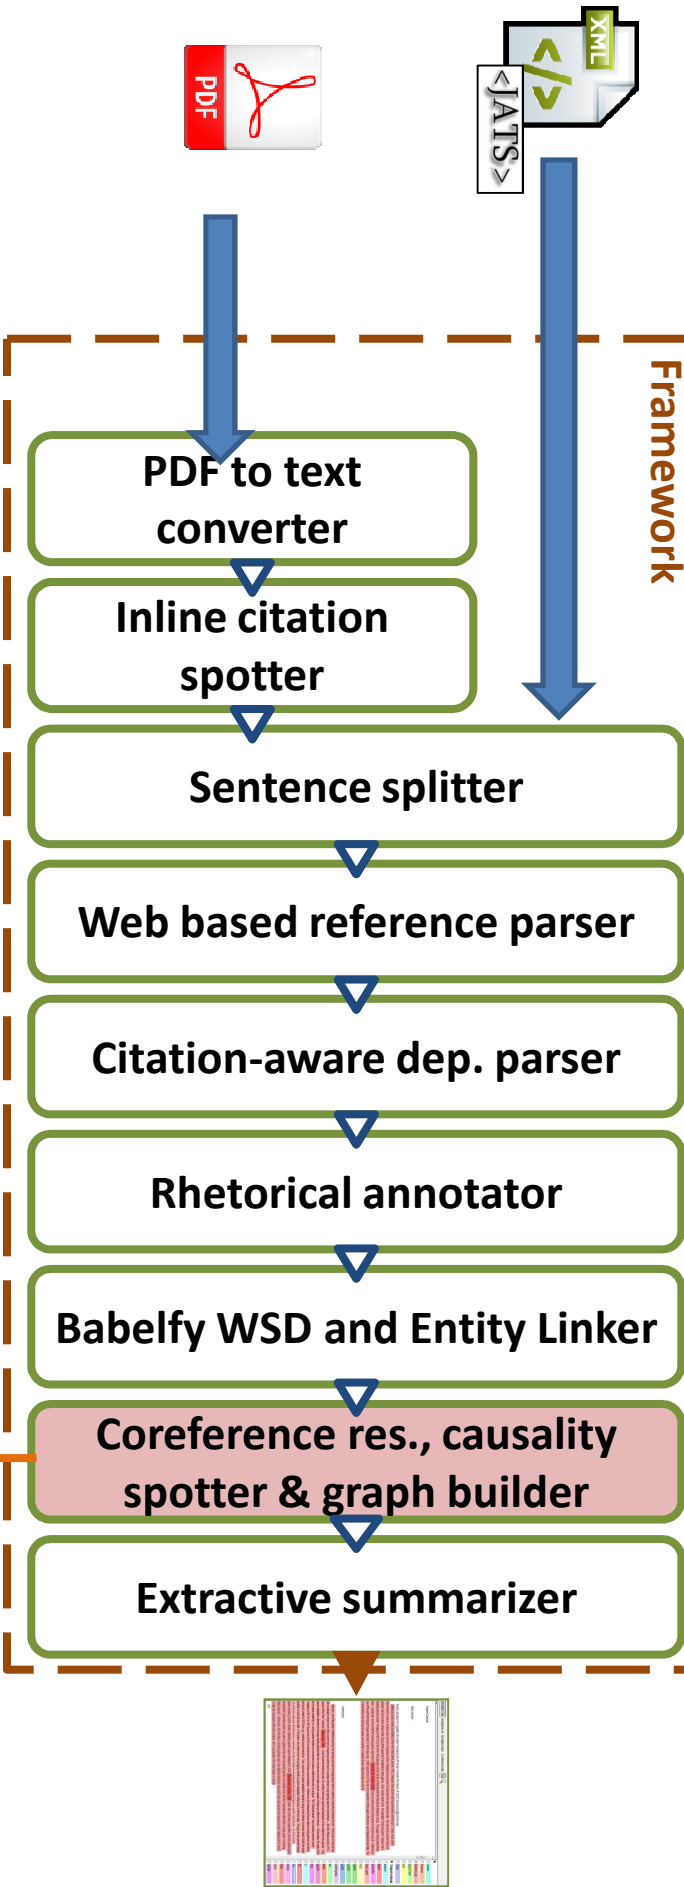 PDF
XML
</>
<JATS>
Framework
PDF to text
converter
Inline citation
spotter
Sentence splitter
Web based reference parser
Citation-aware dep. parser
Rhetorical annotator
Babelfy WSD and Entity Linker
Coreference res., causality
spotter & graph builder
Extractive summarizer